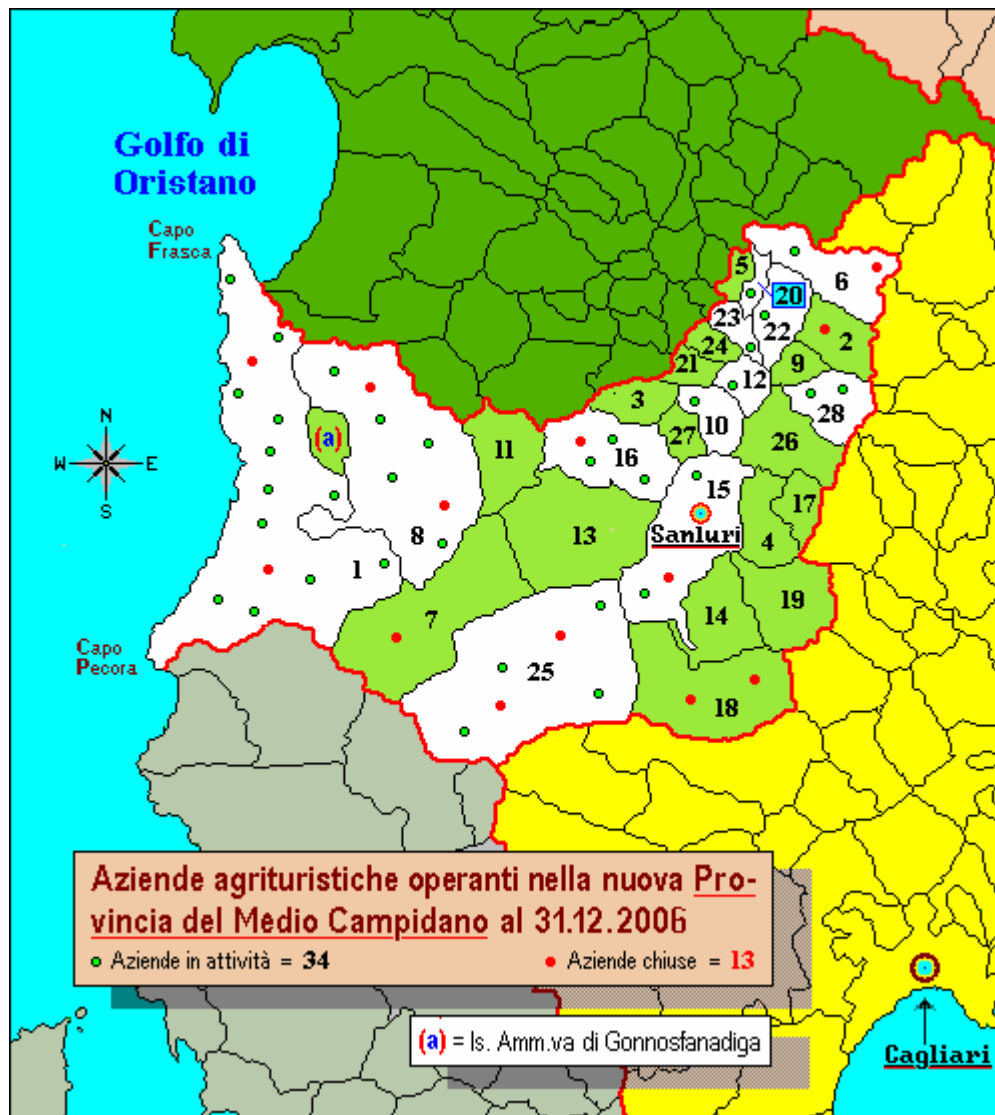 Golfo di
Oristano
Capo
Frasca
5
6
20
23
22
2
24
21
9
12
3
28
(a)
10
27
26
11
16
15
17
N
W E
S
Sanluri
13
4
8
1
19
7
14
Capo
Pecora
25
18
Aziende agrituristiche operanti nella nuova Pro-
vincia del Medio Campidano al 31.12.2006
Aziende in attività = 34 Aziende chiuse = 13
(a) = Is. Amm.va di Gonnosfanadiga
Cagliari